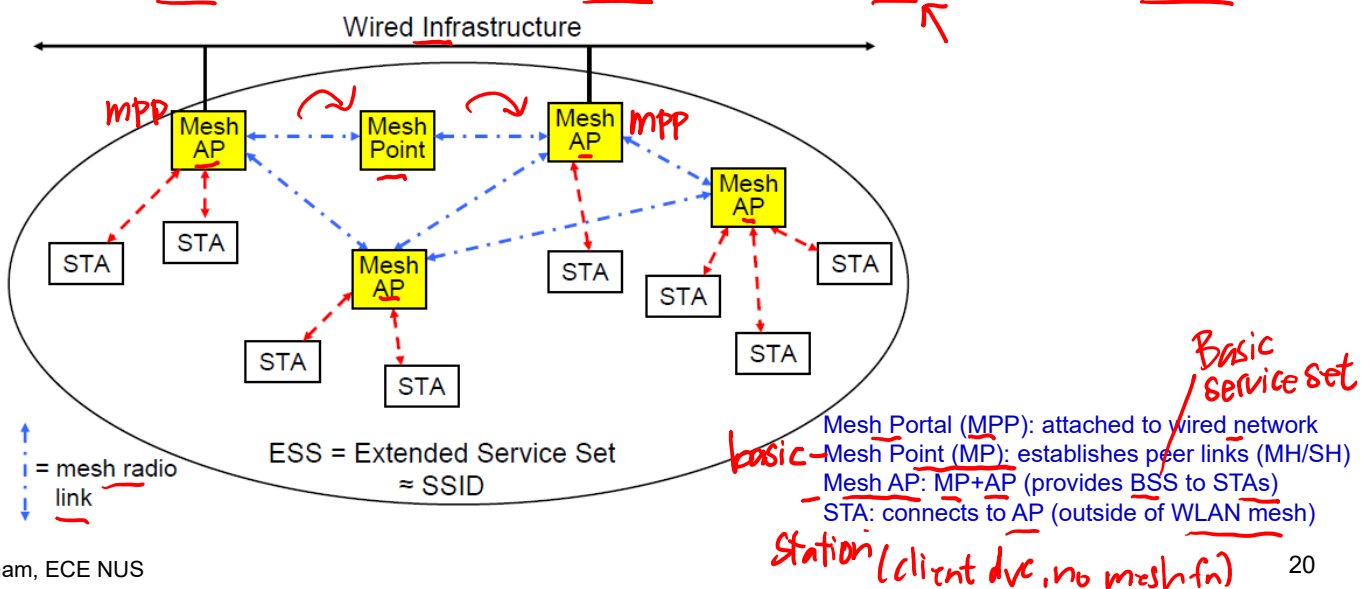 Wired Infrastructure
mpp
Mesh
AP
Mesh
Point
Mesh
AP
mpp
Mesh
AP
STA
STA
Mesh
AP
STA
STA
STA
STA
STA
STA
STA
Basic
service set
= mesh radio
link
ESS = Extended Service Set
≈ SSID
Mesh Portal (MPP): attached to wired network
basic Mesh Point (MP): establishes peer links (MH/SH)
Mesh AP: MP+AP (provides BSS to STAs)
STA: connects to AP (outside of WLAN mesh)
station (client dvc, no mesh fn)
am, ECE NUS
20